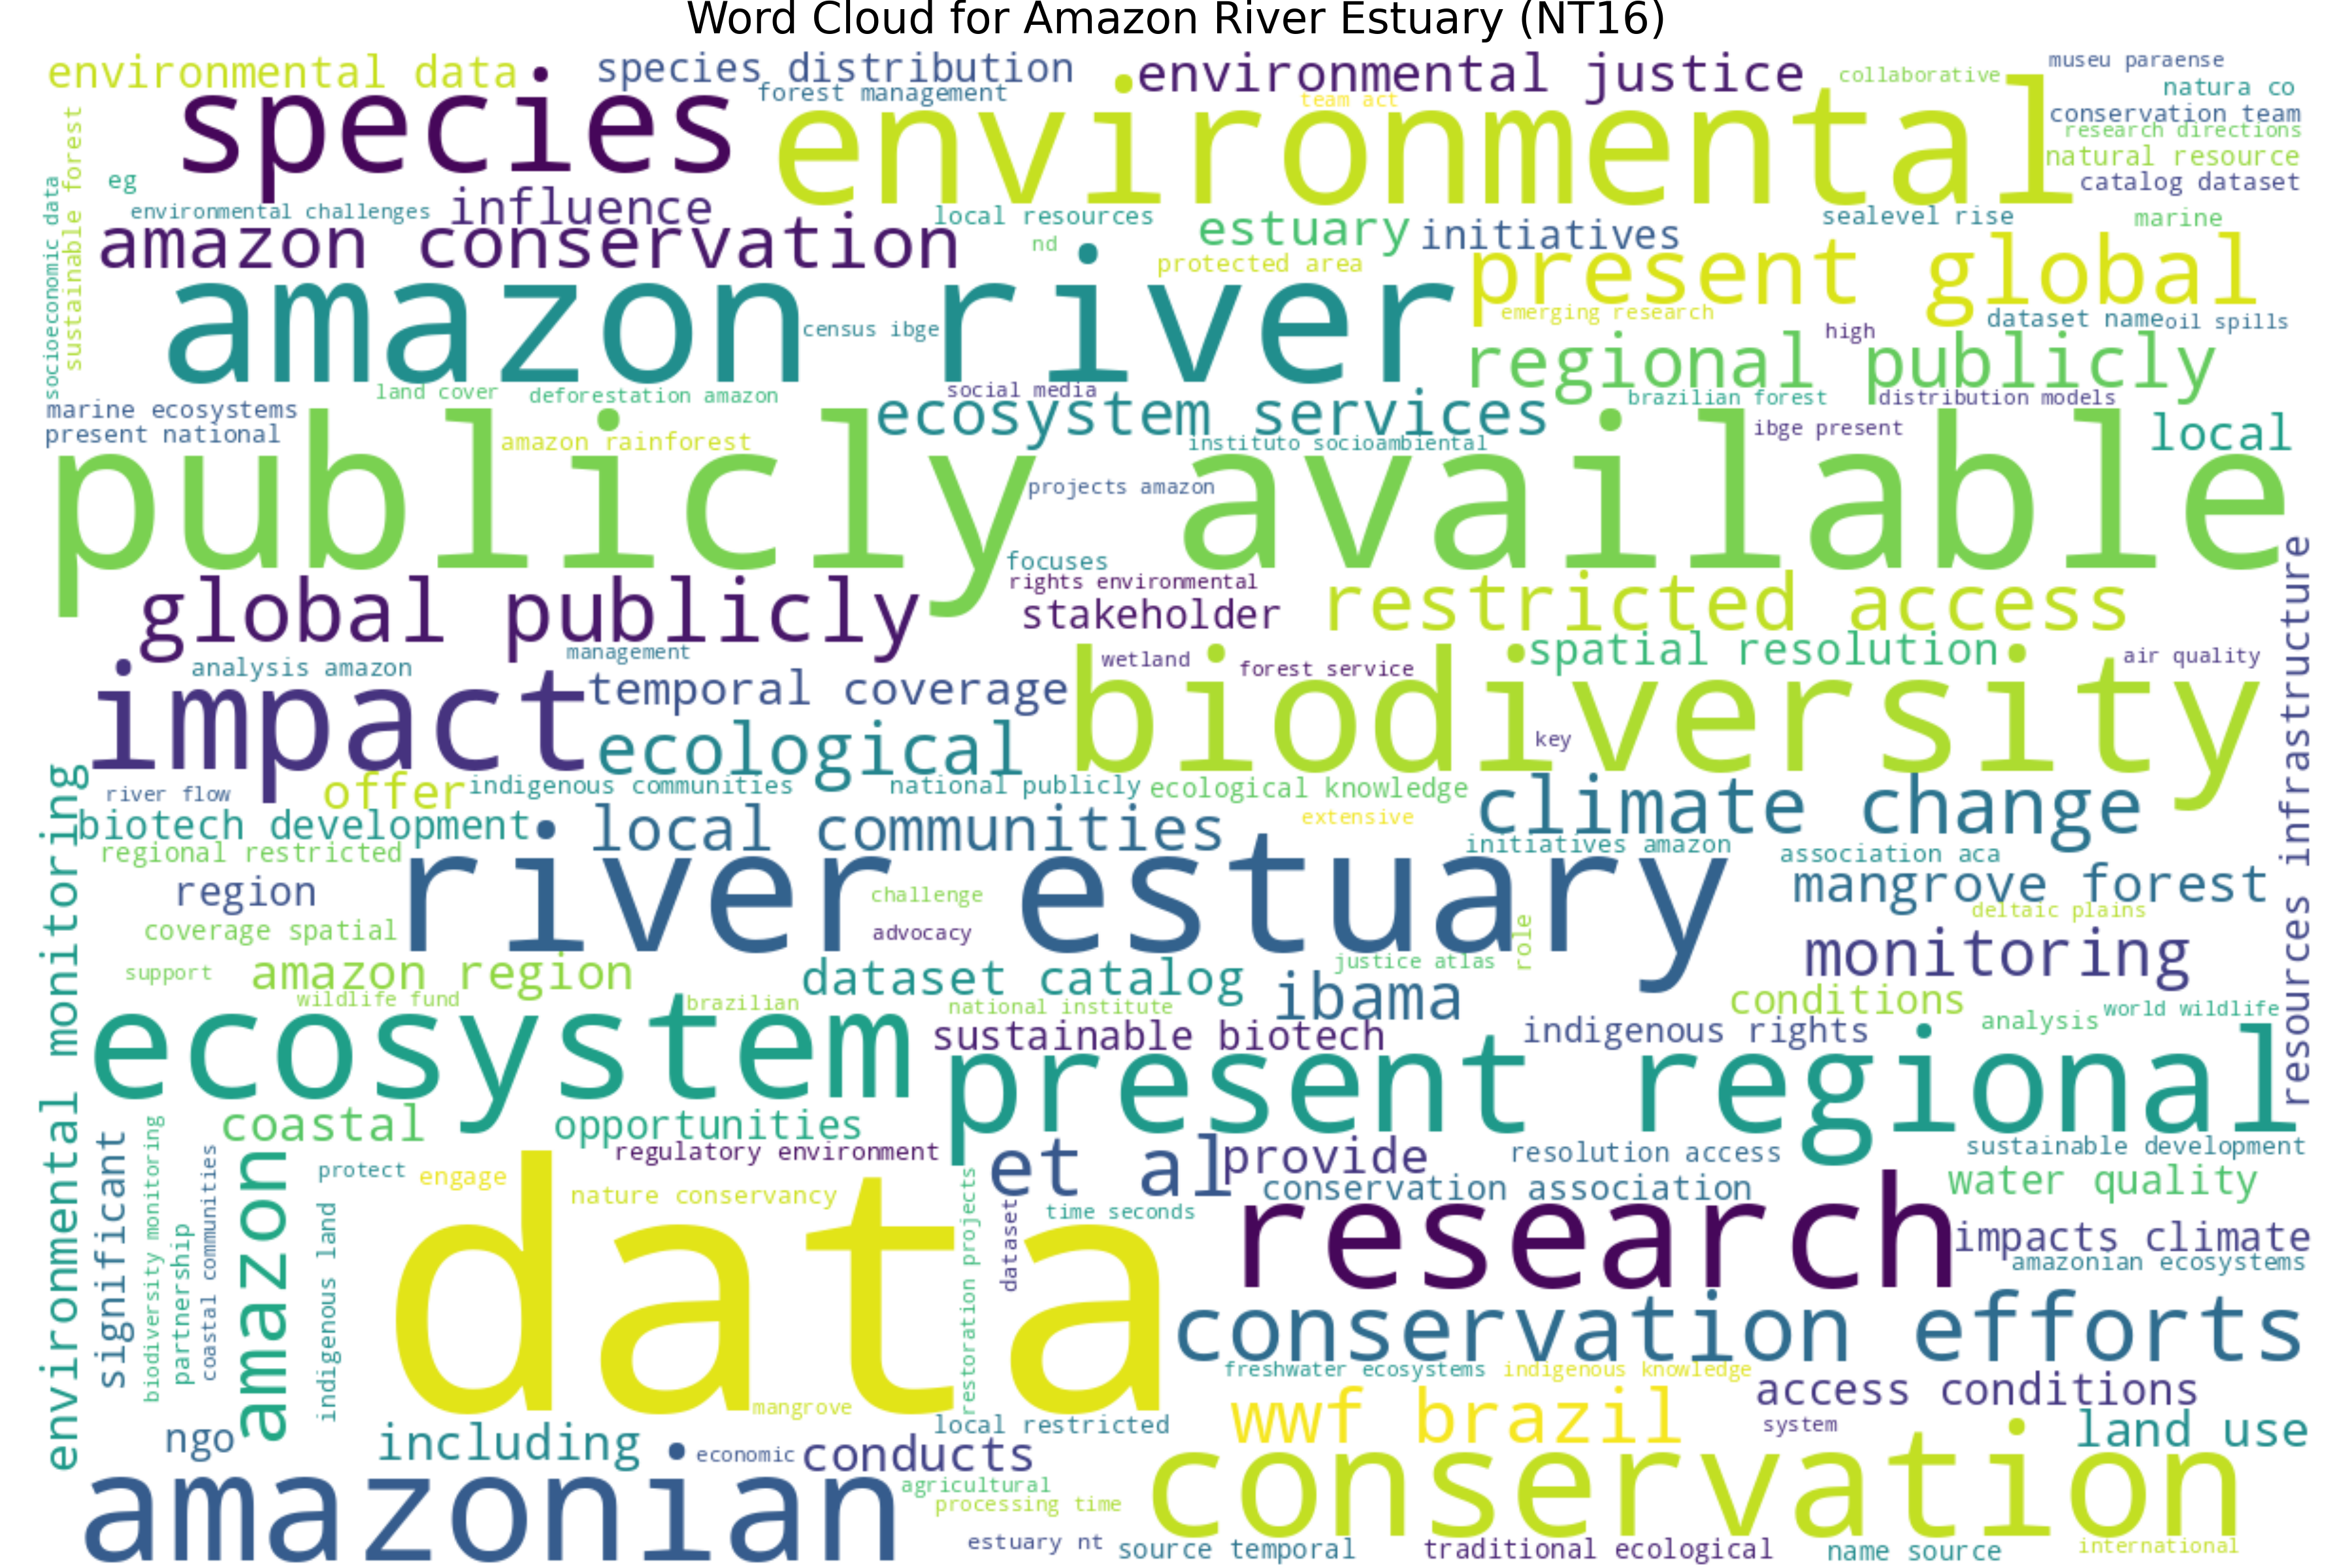 Word Cloud for Amazon River Estuary (NT16)
environmental data
species distribution
environmental justice
collaborative
museu paraense
species
forest management
team act
environmental
natura co
conservation team
research directions
natural resource
catalog dataset
socioeconomic data
sustainable forest
eg
environmental challenges
influence
local resources
estuary
initiatives
sealevel rise
marine
amazon conservation
nd
protected area
present global
amazon river
census ibge
emerging research
dataset name
oil spills
high
regional publicly
land cover
deforestation amazon
social media
brazilian forest
distribution models
marine ecosystems
present national
amazon rainforest
ecosystem services
instituto socioambiental
ibge present
local
publicly available
projects amazon
focuses
rights environmental
global publicly
stakeholder
restricted access
resources infrastructure
analysis amazon
management
wetland
forest service
spatial resolution
air quality
impact
temporal coverage
biodiversity
ecological
key
river flow
offer
indigenous communities
national publicly
ecological knowledge
climate change
environmental monitoring
biotech development
local communities
extensive
regional restricted
initiatives amazon
association aca
region
river estuary
challenge
mangrove forest
coverage spatial
advocacy
role
deltaic plains
monitoring
support
amazon region
dataset catalog
justice atlas
wildlife fund
brazilian
national institute
ibama
conditions
world wildlife
ecosystem
sustainable biotech
indigenous rights
analysis
present regional
coastal
opportunities
significant
biodiversity monitoring
partnership
coastal communities
amazon
indigenous land
protect
engage
regulatory environment
et al
provide
resolution access
sustainable development
nature conservancy
conservation association
water quality
data
restoration projects
dataset
time seconds
research
impacts climate
amazonian ecosystems
conservation efforts
freshwater ecosystems
indigenous knowledge
mangrove
wwf brazil
access conditions
ngo
including
local restricted
system
land use
economic
conducts
conservation
amazonian
agricultural
processing time
estuary nt
source temporal
traditional ecological
name source
international